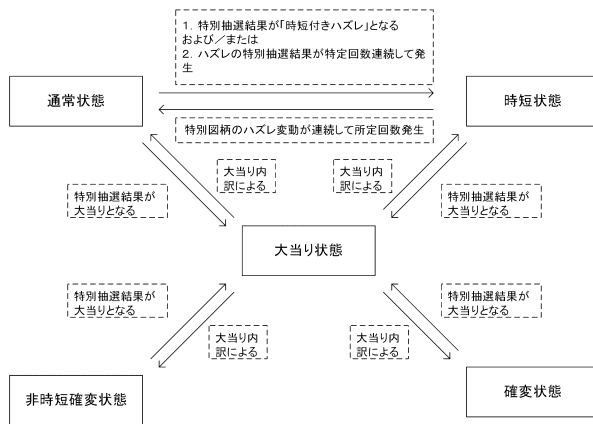 1. 特別抽選結果が「時短付きハズレ」となる
および／または
2. ハズレの特別抽選結果が特定回数連続して発
生
通常状態
時短状態
特別図柄のハズレ変動が連続して所定回数発生
大当り内
訳による
大当り内
訳による
特別抽選結果が
大当りとなる
特別抽選結果が
大当りとなる
大当り状態
特別抽選結果が
大当りとなる
特別抽選結果が
大当りとなる
大当り内
訳による
大当り内
訳による
非時短確変状態
確変状態